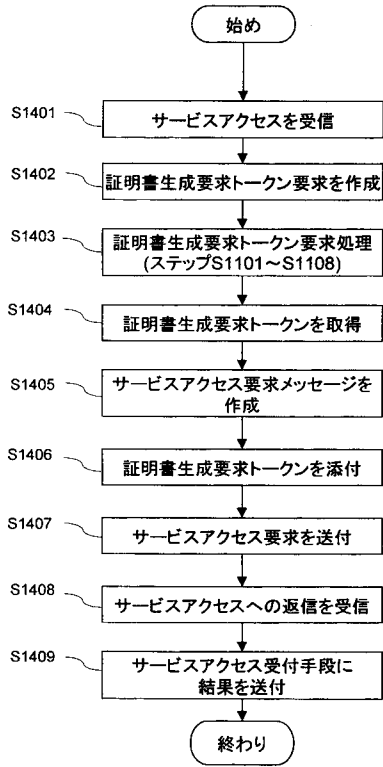 始め
S1401
サービスアクセスを受信
S1402
証明書生成要求トークン要求を作成
S1403
証明書生成要求トークン要求処理
(ステップS1101～S1108)
S1404
証明書生成要求トークンを取得
S1405
サービスアクセス要求メッセージを
作成
S1406
証明書生成要求トークンを添付
S1407
サービスアクセス要求を送付
S1408
サービスアクセスへの返信を受信
S1409
サービスアクセス受付手段に
結果を送付
終わり